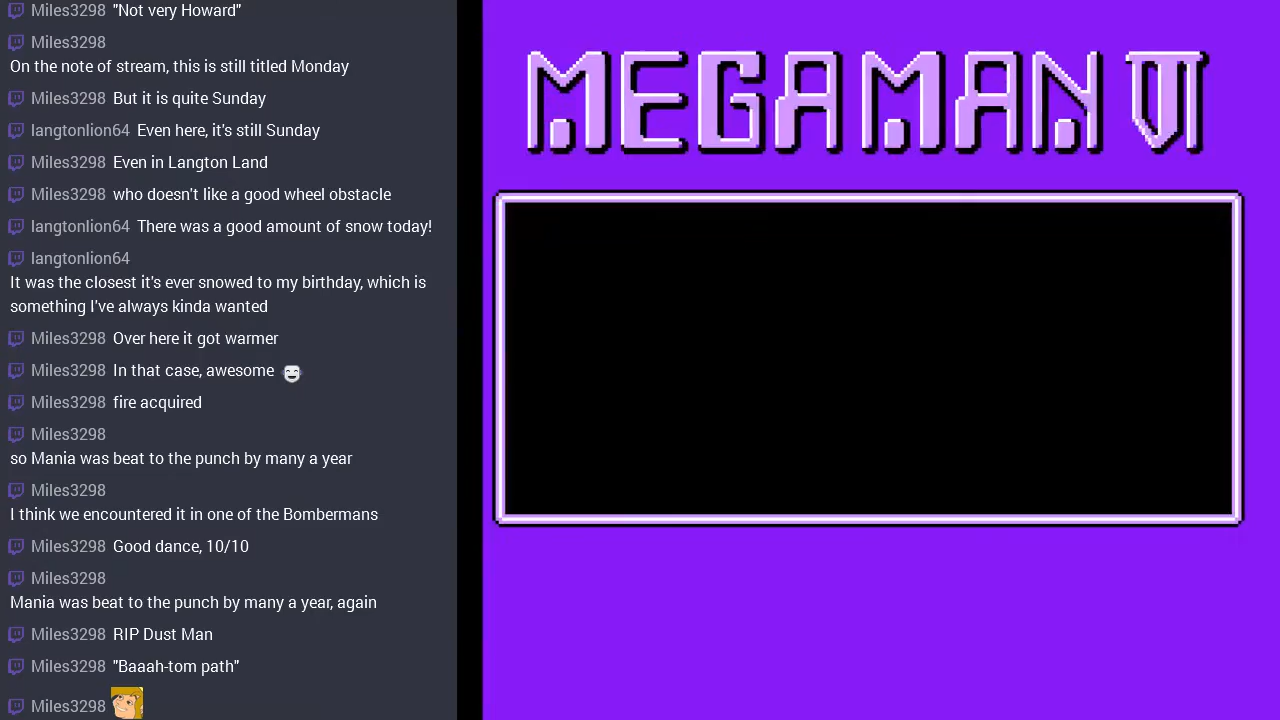 Miles3298 "Not very Howard"
Miles3298
On the note of stream, this is still titled Monday
Miles3298 But it is quite Sunday
langtonlion64 Even here, it's still Sunday
Miles3298 Even in Langton Land
Miles3298 who doesn't like a good wheel obstacle
langtonlion64 There was a good amount of snow today!
langtonlion64
It was the closest it's ever snowed to my birthday, which is
something I've always kinda wanted
Miles3298 Over here it got warmer
Miles3298 In that case, awesome
Miles3298 fire acquired
Miles3298
so Mania was beat to the punch by many a year
Miles3298
I think we encountered it in one of the Bombermans
Miles3298 Good dance, 10/10
Miles3298
Mania was beat to the punch by many a year, again
Miles3298 RIP Dust Man
Miles3298 "Baaah-tom path"
Miles3298
MEGAMAN VI